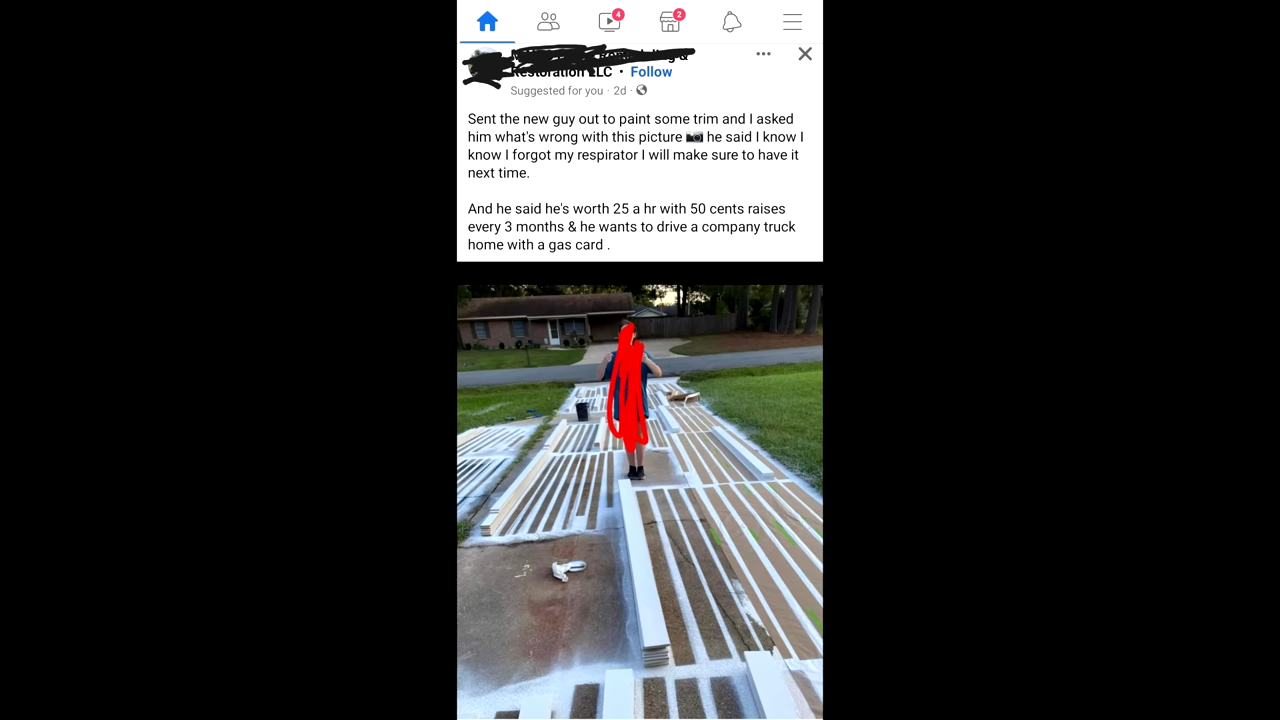 4
2
&
Restoration LLC • Follow
Suggested for you · 2d ·
Sent the new guy out to paint some trim and I asked
him what's wrong with this picture 📷 he said I know I
know I forgot my respirator I will make sure to have it
next time.
And he said he's worth 25 a hr with 50 cents raises
every 3 months & he wants to drive a company truck
home with a gas card .